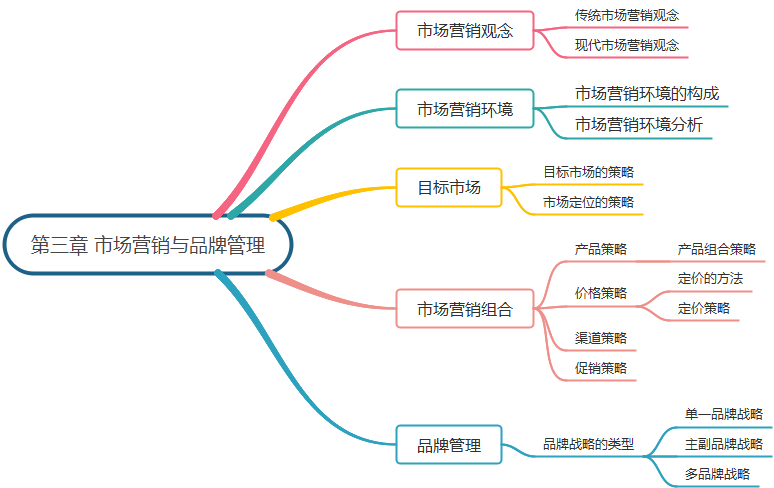 第三章 市场营销与品牌管理
市场营销观念
传统市场营销观念
现代市场营销观念
市场营销环境
市场营销环境的构成
市场营销环境分析
目标市场
目标市场的策略
市场定位的策略
市场营销组合
产品策略
产品组合策略
价格策略
定价的方法
定价策略
渠道策略
促销策略
品牌管理
品牌战略的类型
单一品牌战略
主副品牌战略
多品牌战略